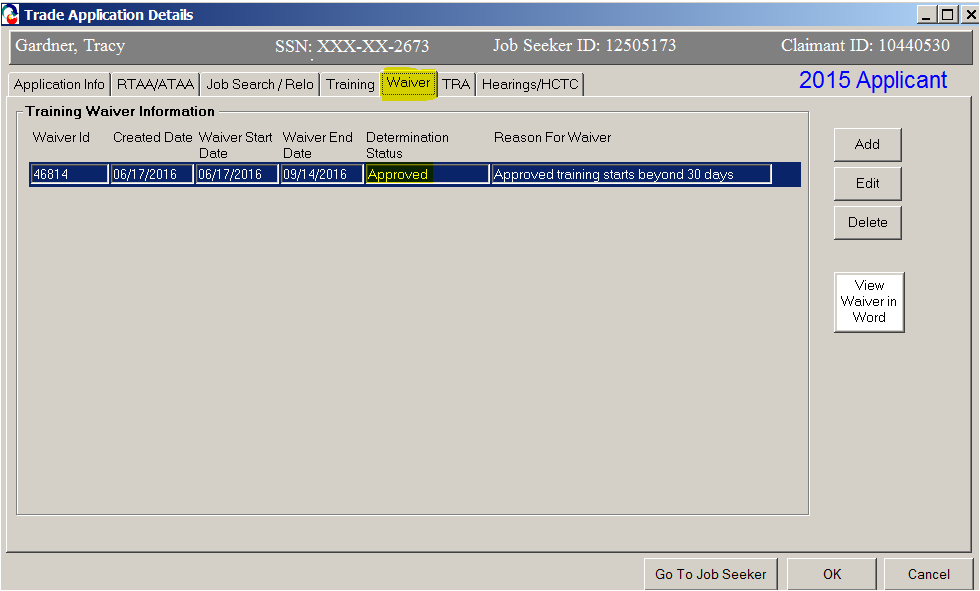 Trade Application Details
Gardner, Tracy SSN: XXX-XX-2673 Job Seeker ID: 12505173 Claimant ID: 10440530
Application Info RTAA/ATAA Job Search / Relo Training Waiver TRA Hearings/HCTC
2015 Applicant
Training Waiver Information
Waiver Id Created Date Waiver Start Date Waiver End Date Determination Status Reason For Waiver
46814 06/17/2016 06/17/2016 09/14/2016 Approved Approved training starts beyond 30 days
Add
Edit
Delete
View
Waiver in
Word
Go To Job Seeker OK Cancel